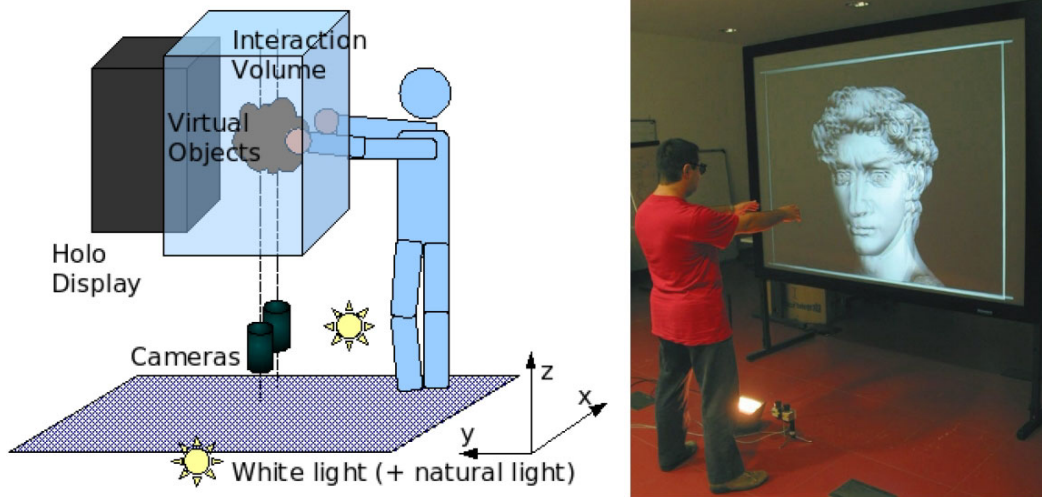 Interaction
Volume
Virtual
Objects
Holo
Display
Cameras
z
x
y
White light (+ natural light)